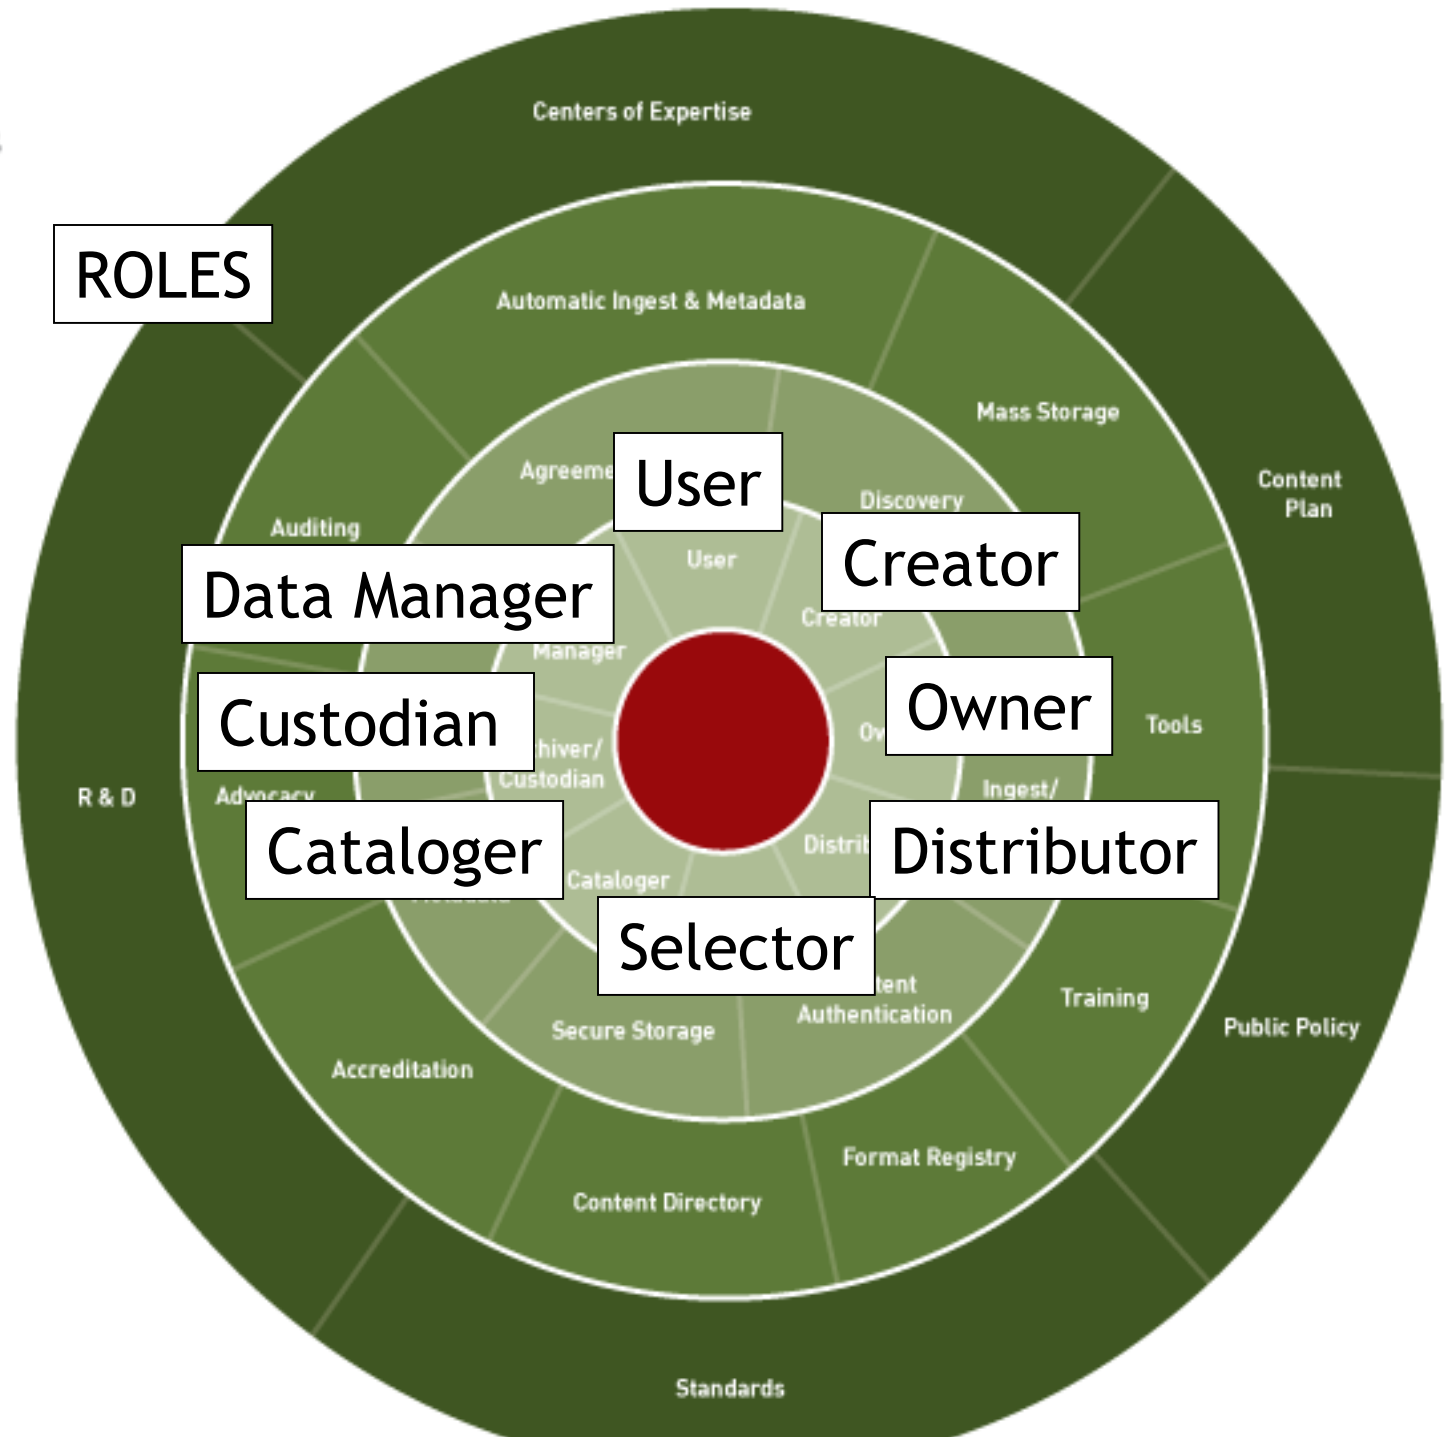 Centers of Expertise
ROLES
Automatic Ingest & Metadata
Mass Storage
Content
Plan
User
Discovery
Auditing
Creator
User
Data Manager
Creator
Manager
Owner
Custodian
Tools
Custodian
Ingest/
R & D
Advocacy
Cataloger
Distributor
Cataloger
Selector
Training
Authentication
Public Policy
Secure Storage
Accreditation
Format Registry
Content Directory
Standards